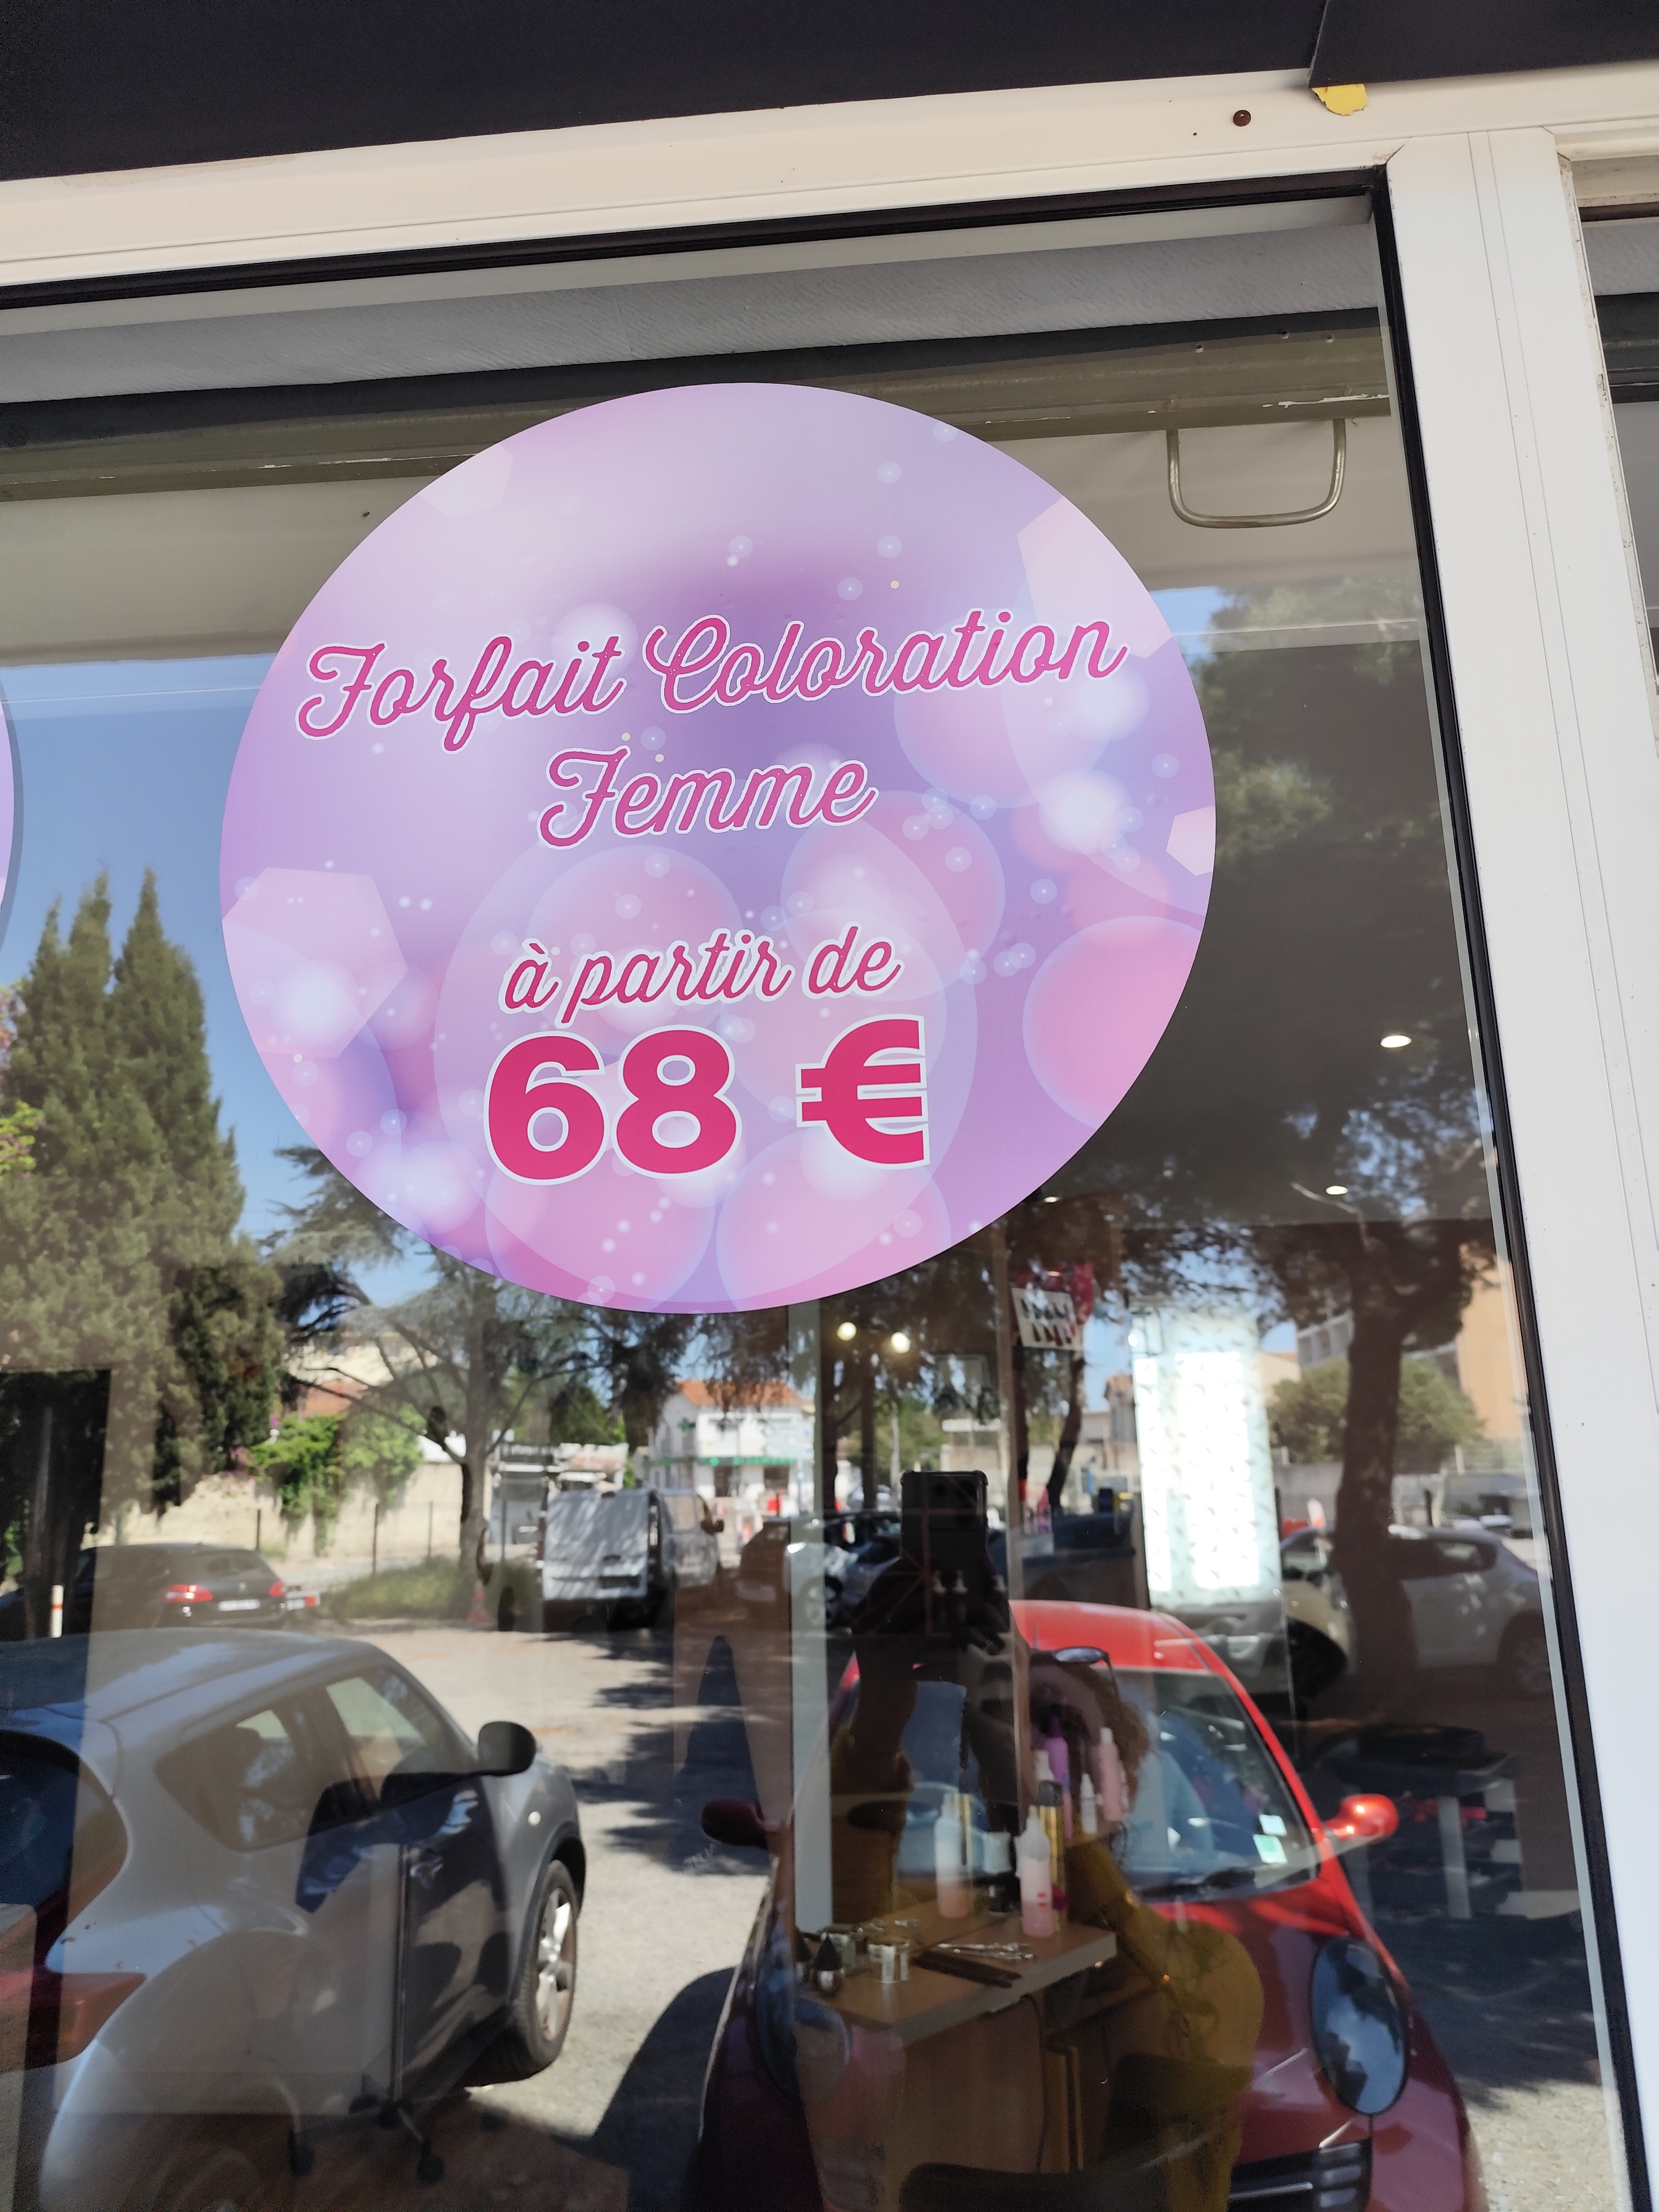 Forfait Coloration
Femme
à partir de
68 €